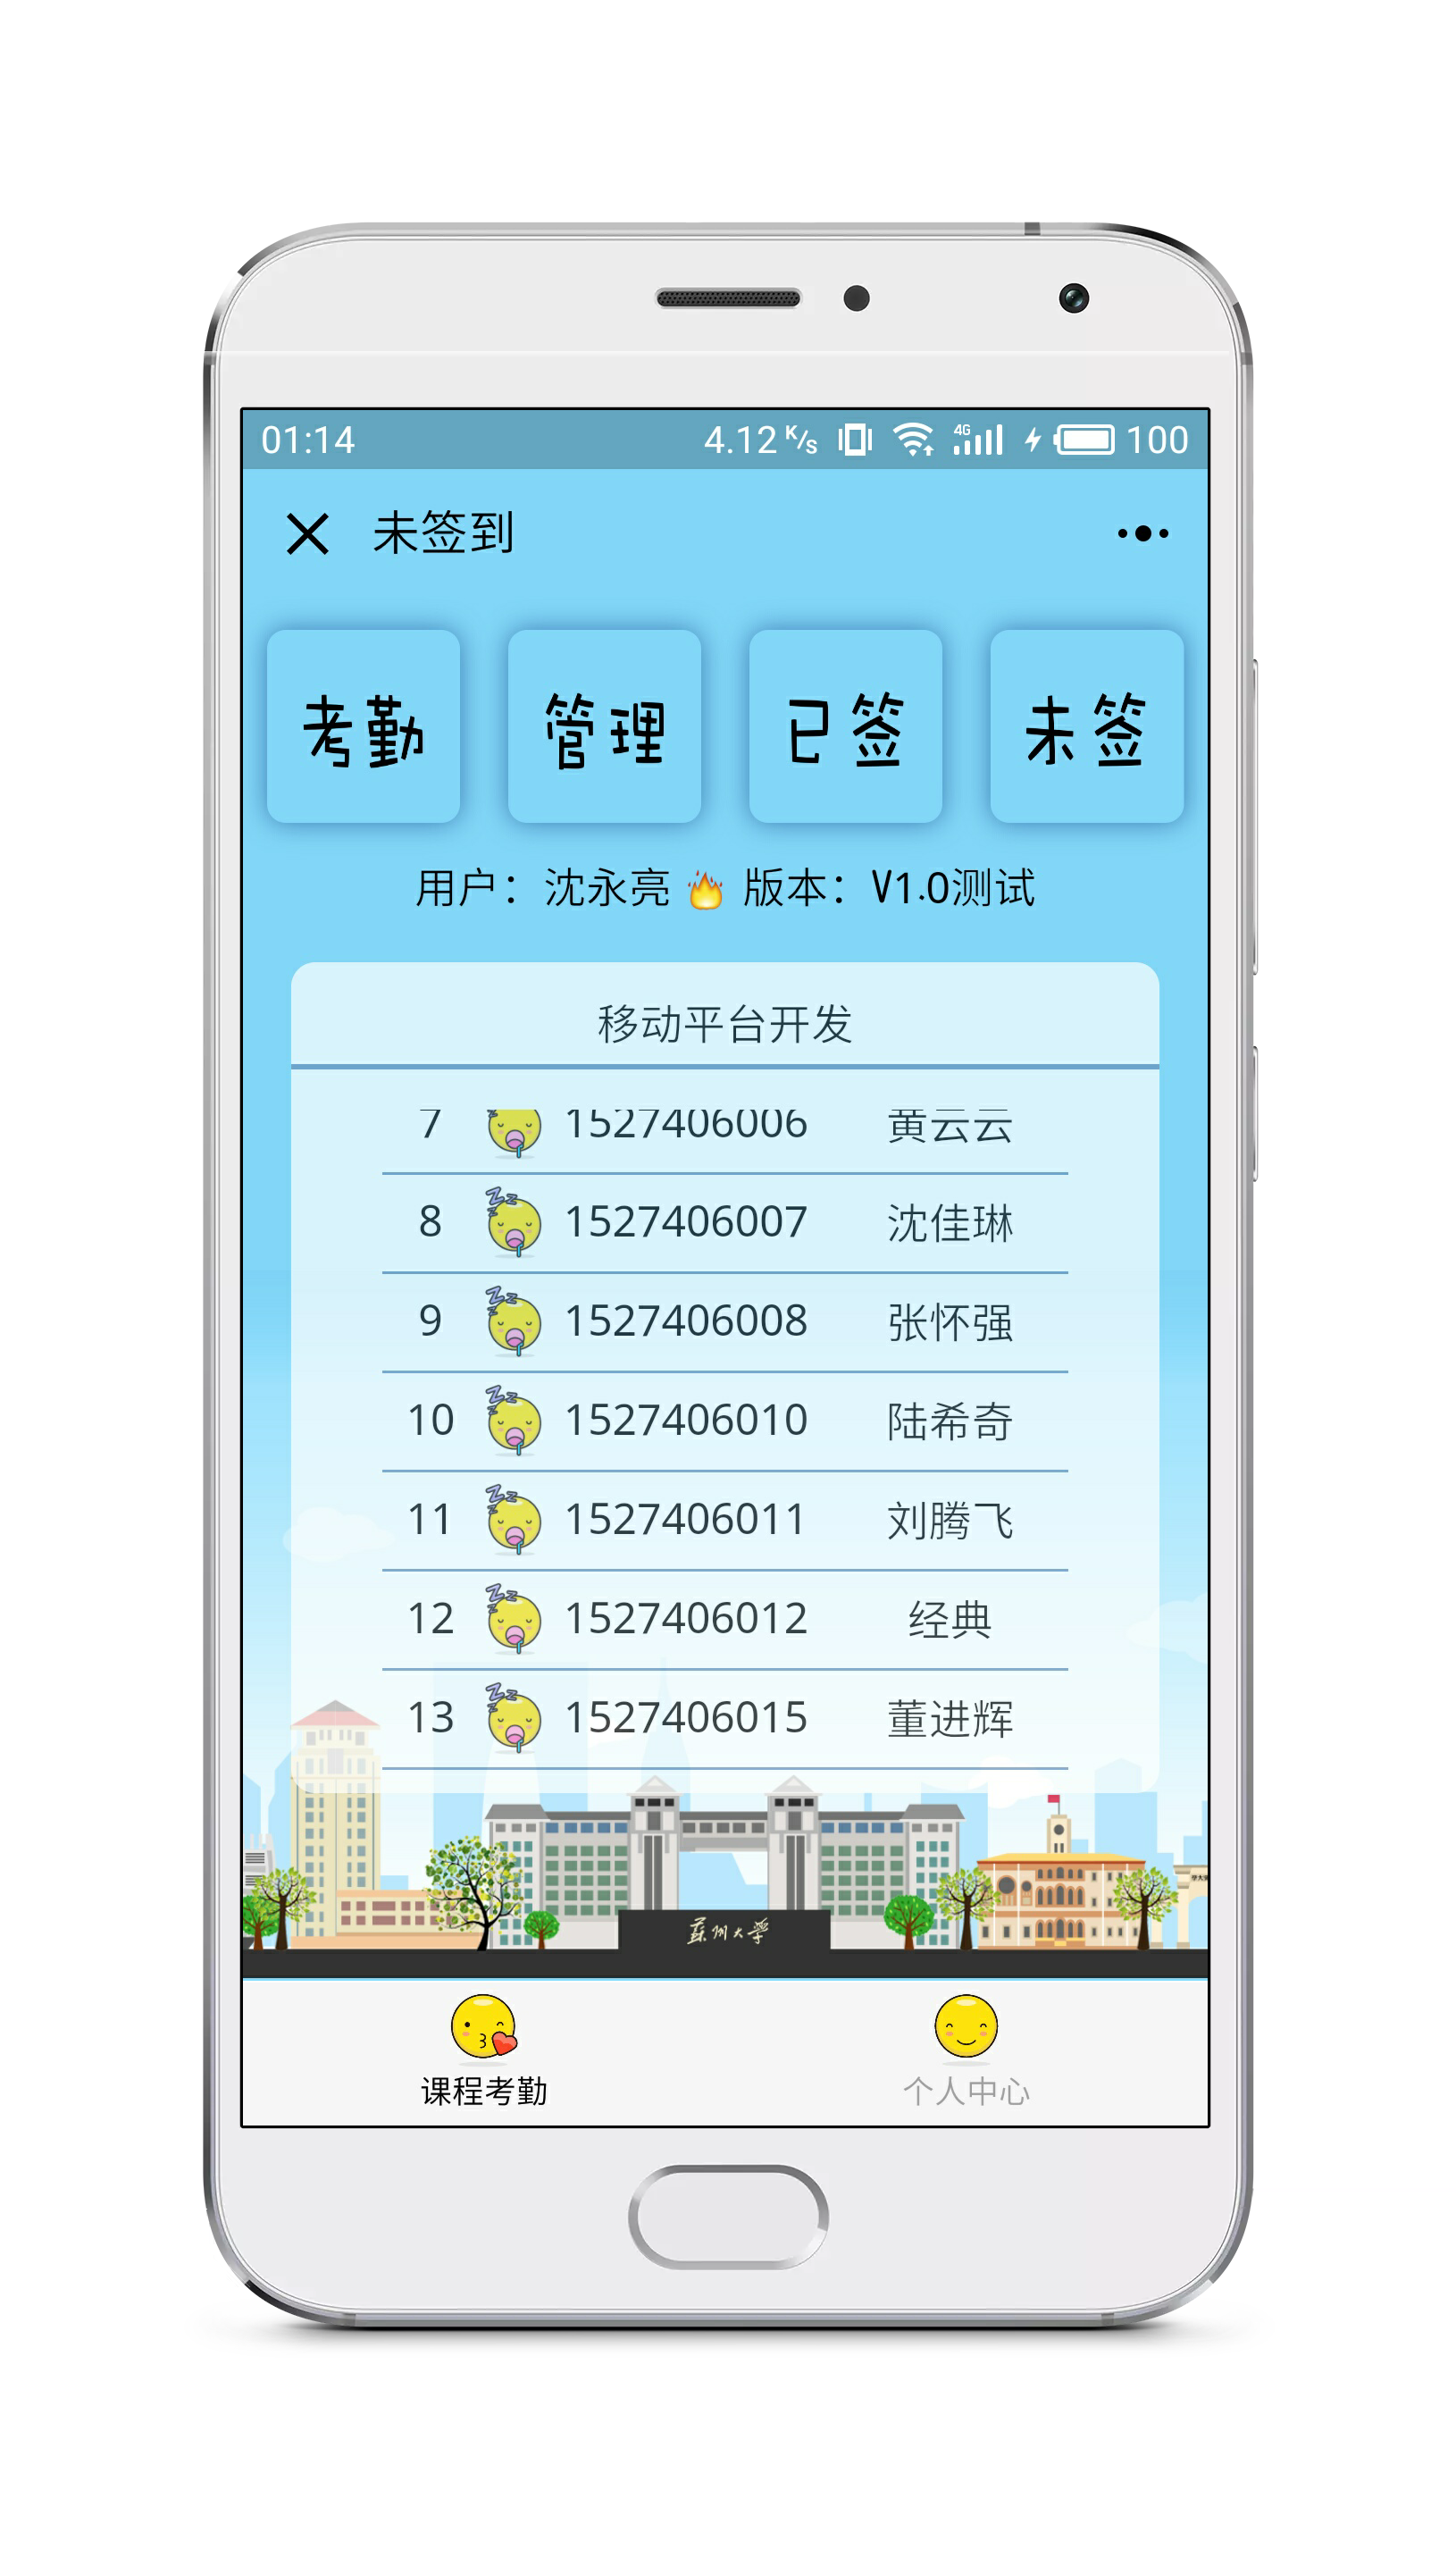 01:14 4.12 K/s 4G 100
未签到
考勤 管理 已签 未签
用户：沈永亮 🔥 版本：V1.0测试
移动平台开发
7 1527406006 黄云云
8 1527406007 沈佳琳
9 1527406008 张怀强
10 1527406010 陆希奇
11 1527406011 刘腾飞
12 1527406012 经典
13 1527406015 董进辉
蘇州大學
课程考勤 个人中心